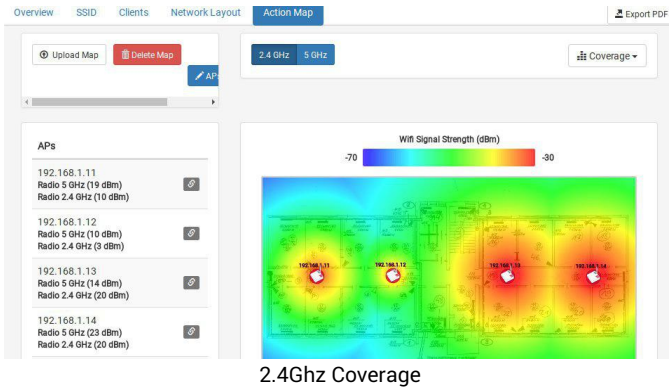 Overview SSID Clients Network Layout Action Map Export PDF
Upload Map Delete Map
APs
2.4 GHz 5 GHz Coverage
APs
192.168.1.11
Radio 5 GHz (19 dBm)
Radio 2.4 GHz (10 dBm)
192.168.1.12
Radio 5 GHz (10 dBm)
Radio 2.4 GHz (3 dBm)
192.168.1.13
Radio 5 GHz (14 dBm)
Radio 2.4 GHz (20 dBm)
192.168.1.14
Radio 5 GHz (23 dBm)
Radio 2.4 GHz (20 dBm)
Wifi Signal Strength (dBm)
-70 -30
192.168.1.11 192.168.1.12 192.168.1.13 192.168.1.14
2.4Ghz Coverage